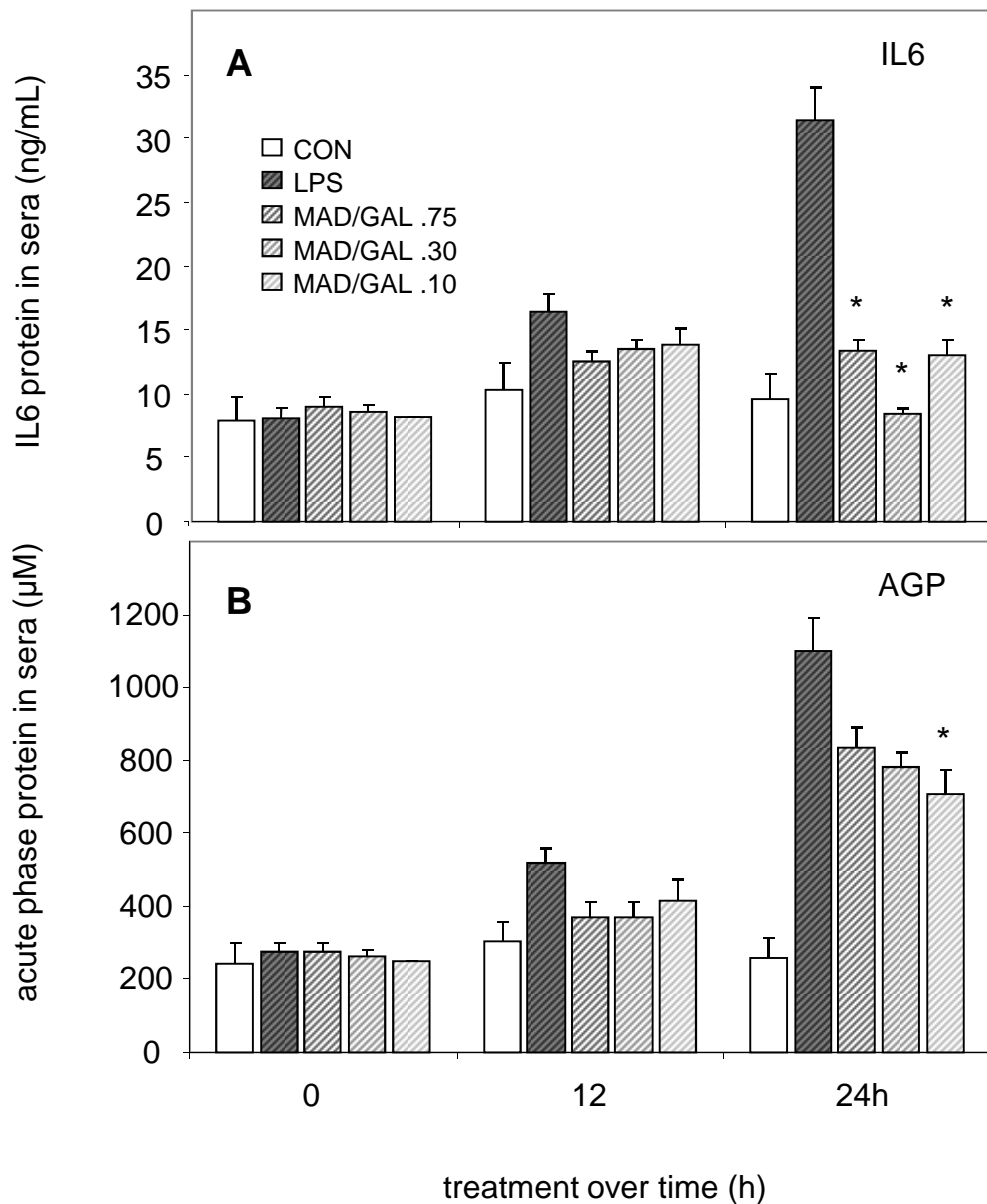 A
IL6
IL6 protein in sera (ng/mL)
35
30
25
20
15
10
5
0
CON
LPS
MAD/GAL .75
MAD/GAL .30
MAD/GAL .10
*
*
*
B
AGP
acute phase protein in sera (µM)
1200
1000
800
600
400
200
0
*
0
12
24h
treatment over time (h)